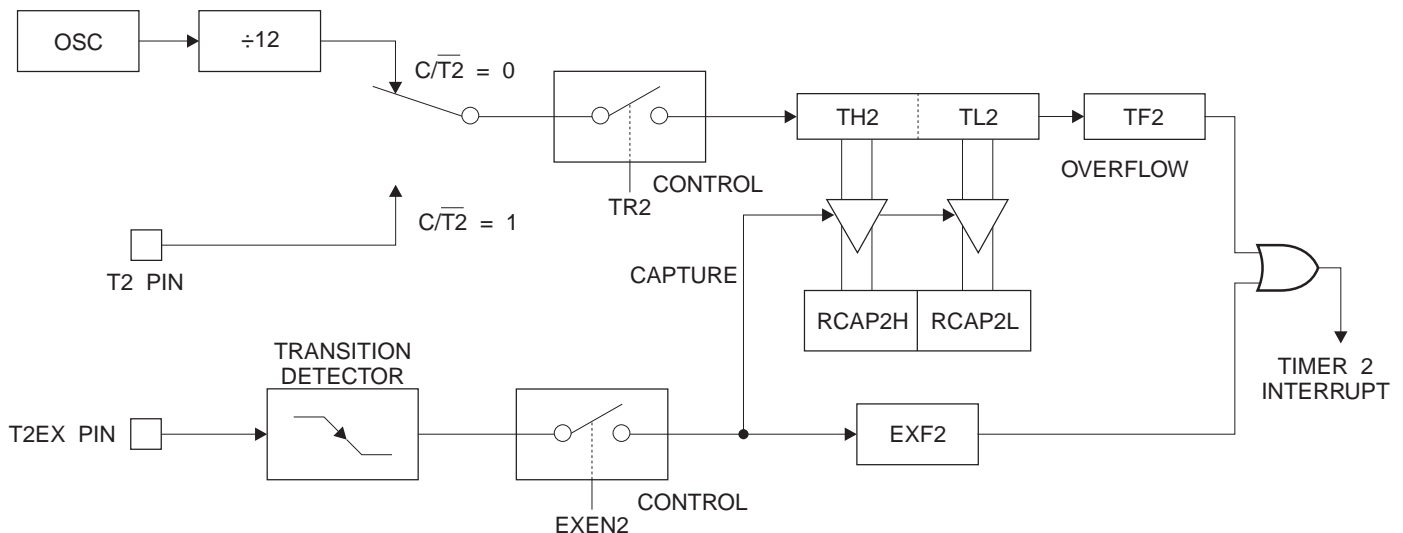 OSC
÷12
C/T2̅ = 0
TH2
TL2
TF2
OVERFLOW
CONTROL
TR2
C/T2̅ = 1
T2 PIN
CAPTURE
RCAP2H
RCAP2L
TRANSITION
DETECTOR
TIMER 2
INTERRUPT
T2EX PIN
EXF2
CONTROL
EXEN2